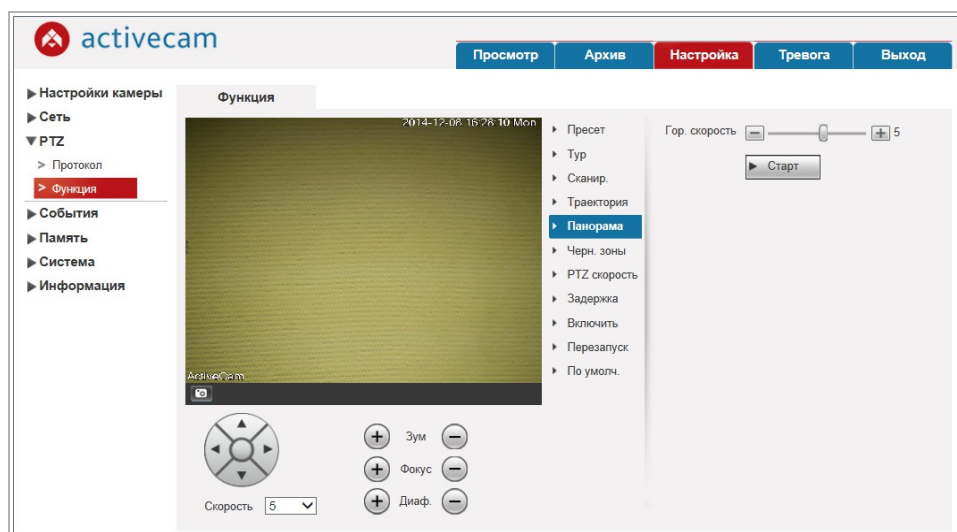 activecam
Просмотр
Архив
Настройка
Тревога
Выход
Настройки камеры
Сеть
PTZ
> Протокол
> Функция
События
Память
Система
Информация
Функция
2014-12-08 16:28:10 Mon
ActiveCam
Пресет
Тур
Сканир.
Траектория
Панорама
Черн. зоны
PTZ скорость
Задержка
Включить
Перезапуск
По умолч.
Гор. скорость 5
Старт
Зум
Фокус
Диаф.
Скорость 5